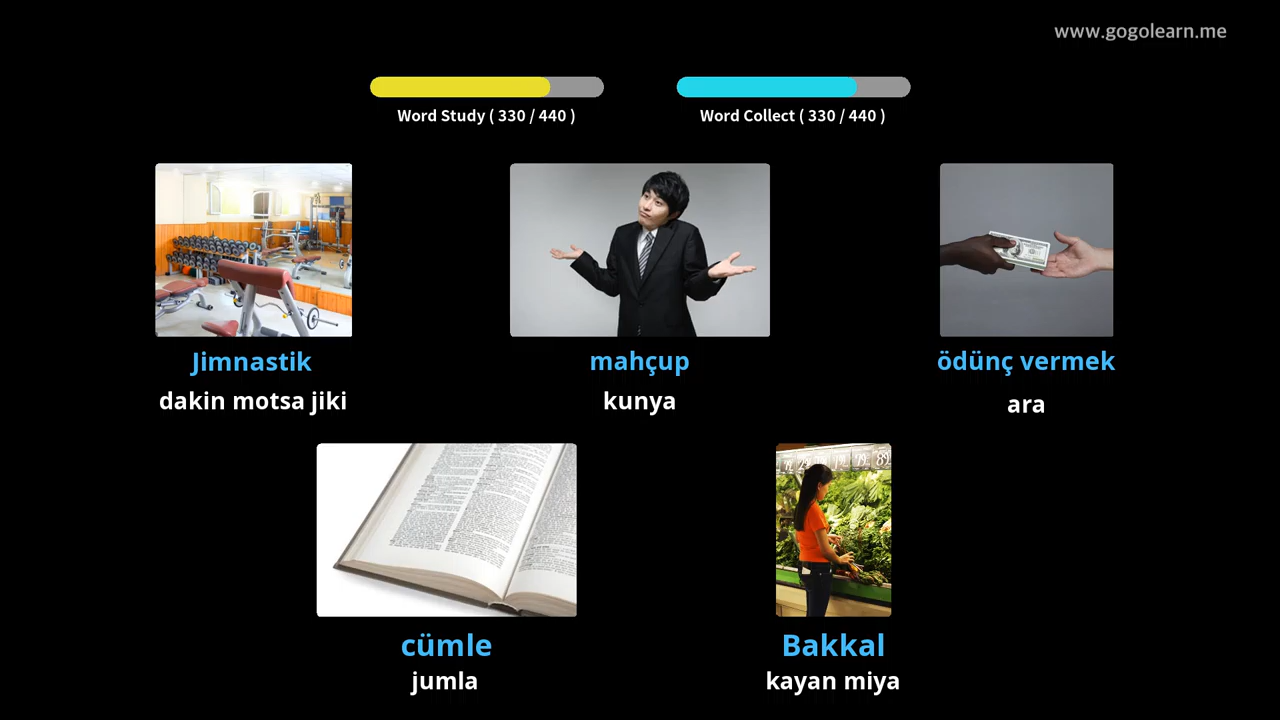 www.gogolearn.me
Word Study ( 330 / 440 )
Word Collect ( 330 / 440 )
Jimnastik
mahçup
ödünç vermek
dakin motsa jiki
kunya
ara
cümle
Bakkal
jumla
kayan miya